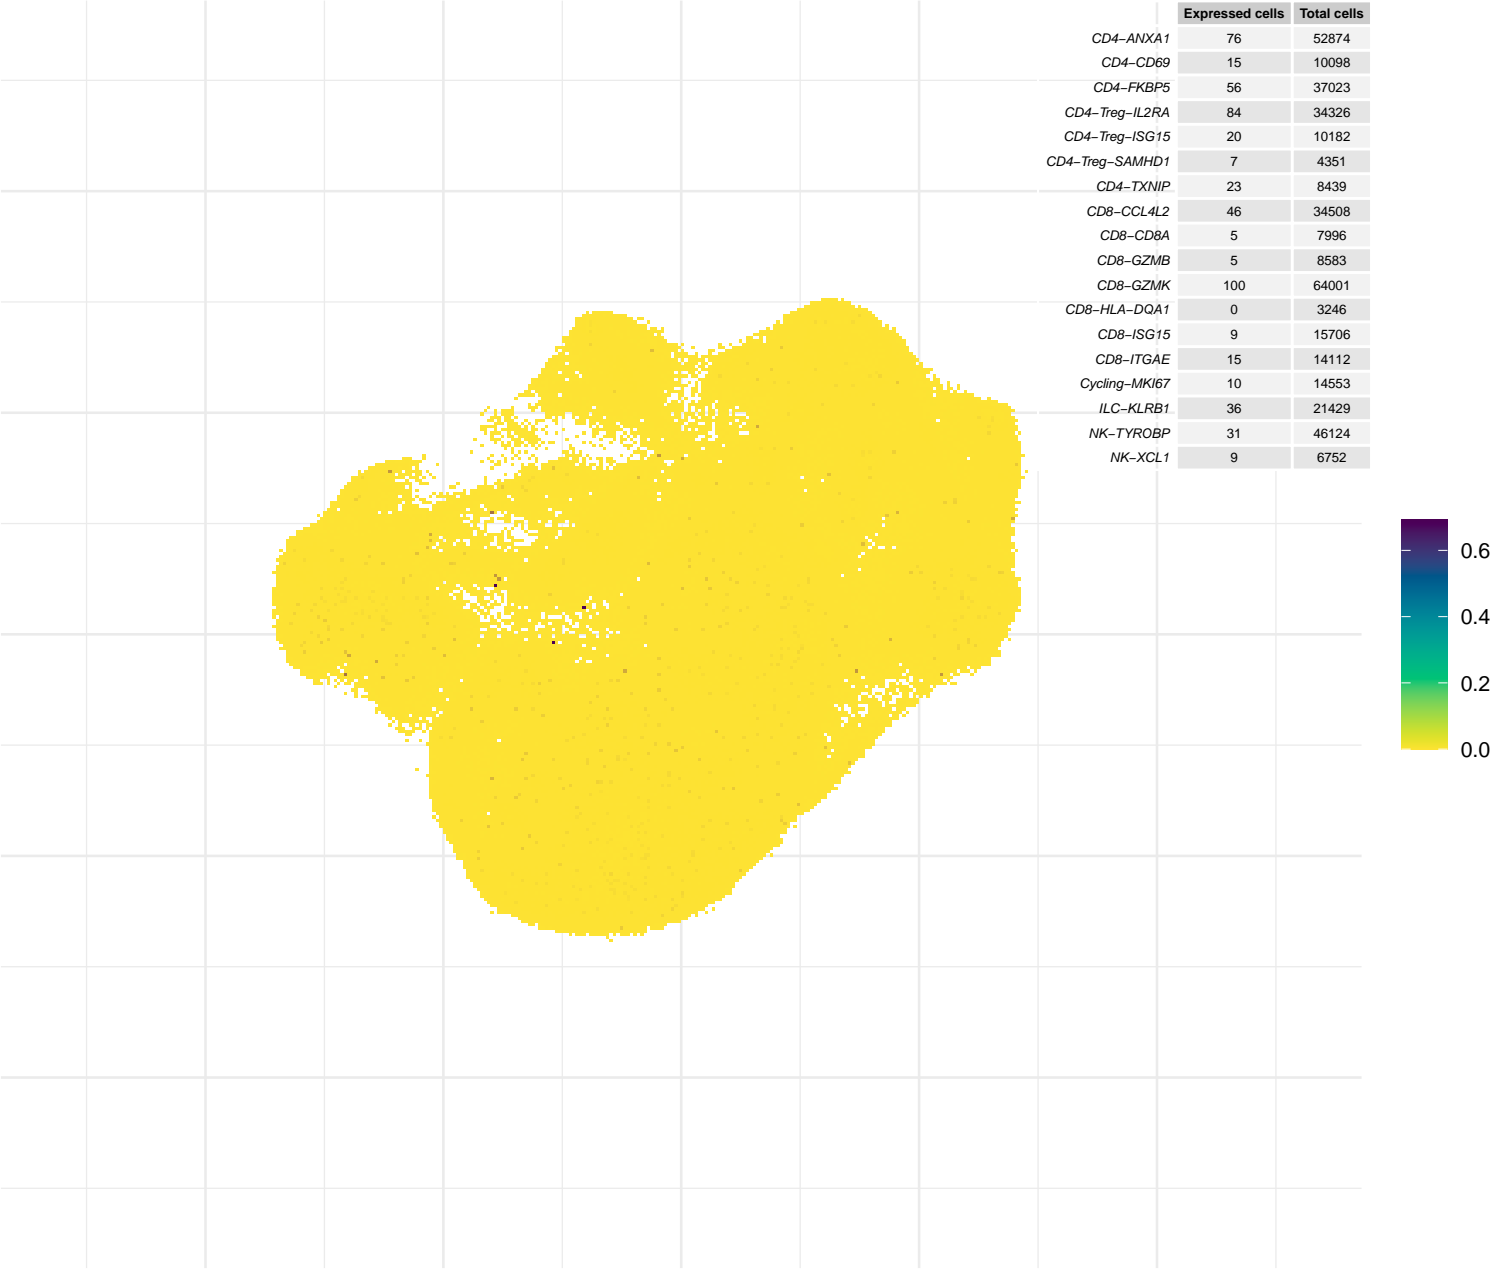 Expressed cells Total cells
CD4−ANXA1 76 52874
CD4−CD69 15 10098
CD4−FKBP5 56 37023
CD4−Treg−IL2RA 84 34326
CD4−Treg−ISG15 20 10182
CD4−Treg−SAMHD1 7 4351
CD4−TXNIP 23 8439
CD8−CCL4L2 46 34508
CD8−CD8A 5 7996
CD8−GZMB 5 8583
CD8−GZMK 100 64001
CD8−HLA−DQA1 0 3246
CD8−ISG15 9 15706
CD8−ITGAE 15 14112
Cycling−MKI67 10 14553
ILC−KLRB1 36 21429
NK−TYROBP 31 46124
NK−XCL1 9 6752
0.6
0.4
0.2
0.0